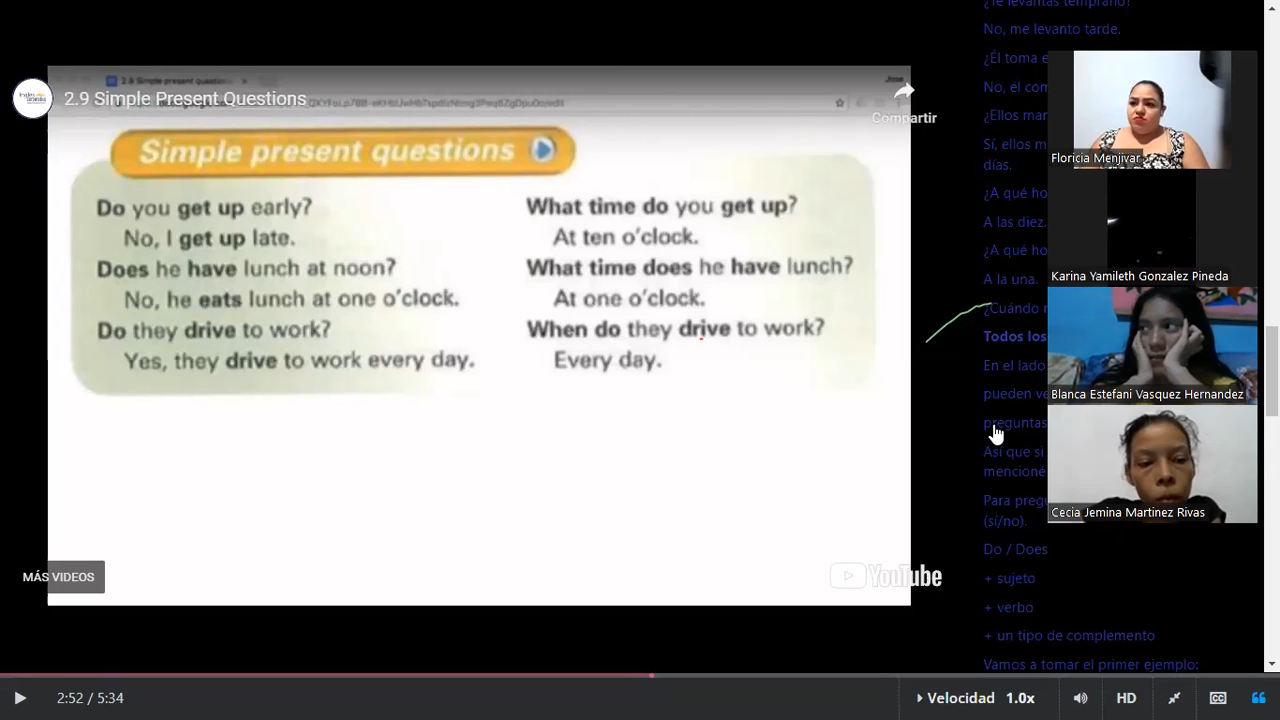 2.9 Simple Present Questions
Compartir
Simple present questions
Do you get up early?
No, I get up late.
Does he have lunch at noon?
No, he eats lunch at one o'clock.
Do they drive to work?
Yes, they drive to work every day.
What time do you get up?
At ten o'clock.
What time does he have lunch?
At one o'clock.
When do they drive to work?
Every day.
MÁS VIDEOS
YouTube
¿Te levantas temprano?
No, me levanto tarde.
¿Él toma
No, él
¿Ellos
Sí, ellos
días.
¿A qué
A las diez.
¿A qué
A la una.
¿Cuándo
Todos los
En el lado
pueden
preguntas
Así que si
mencioné
Para
(sí/no).
Do / Does
+ sujeto
+ verbo
+ un tipo de complemento
Vamos a tomar el primer ejemplo:
Floricia Menjivar
Karina Yamileth Gonzalez Pineda
Blanca Estefani Vasquez Hernandez
Cecia Jemina Martinez Rivas
2:52 / 5:34
Velocidad 1.0x
HD
CC